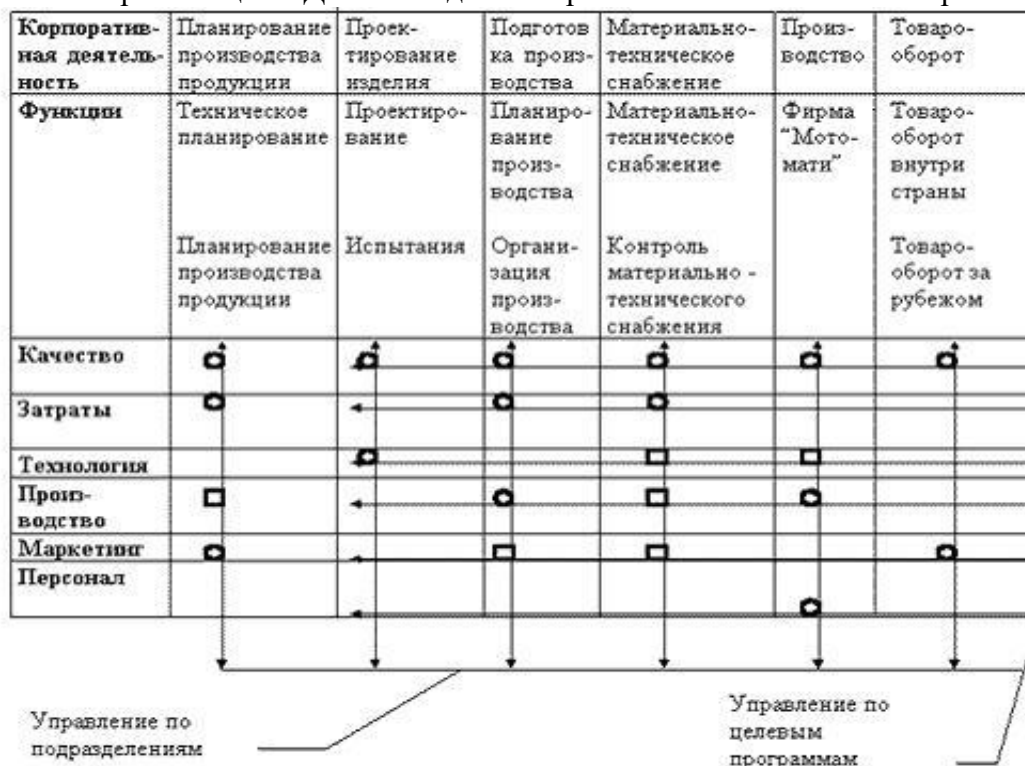 Корпоратив-
ная деятель-
ность
Планирование
производства
продукции
Проек-
тирование
изделия
Подготов
ка произ-
водства
Материально-
техническое
снабжение
Произ-
водство
Товаро-
оборот
Функции
Техническое
планирование
Проектиро-
вание
Планиро-
вание
произ-
водства
Материально-
техническое
снабжение
Фирма
“Мото-
мати”
Товаро-
оборот
внутри
страны
Планирование
производства
продукции
Испытания
Органи-
зация
произ-
водства
Контроль
материально -
технического
снабжения
Товаро-
оборот за
рубежом
Качество
Затраты
Технология
Произ-
водство
Маркетинг
Персонал
Управление по
подразделениям
Управление по
целевым
программам